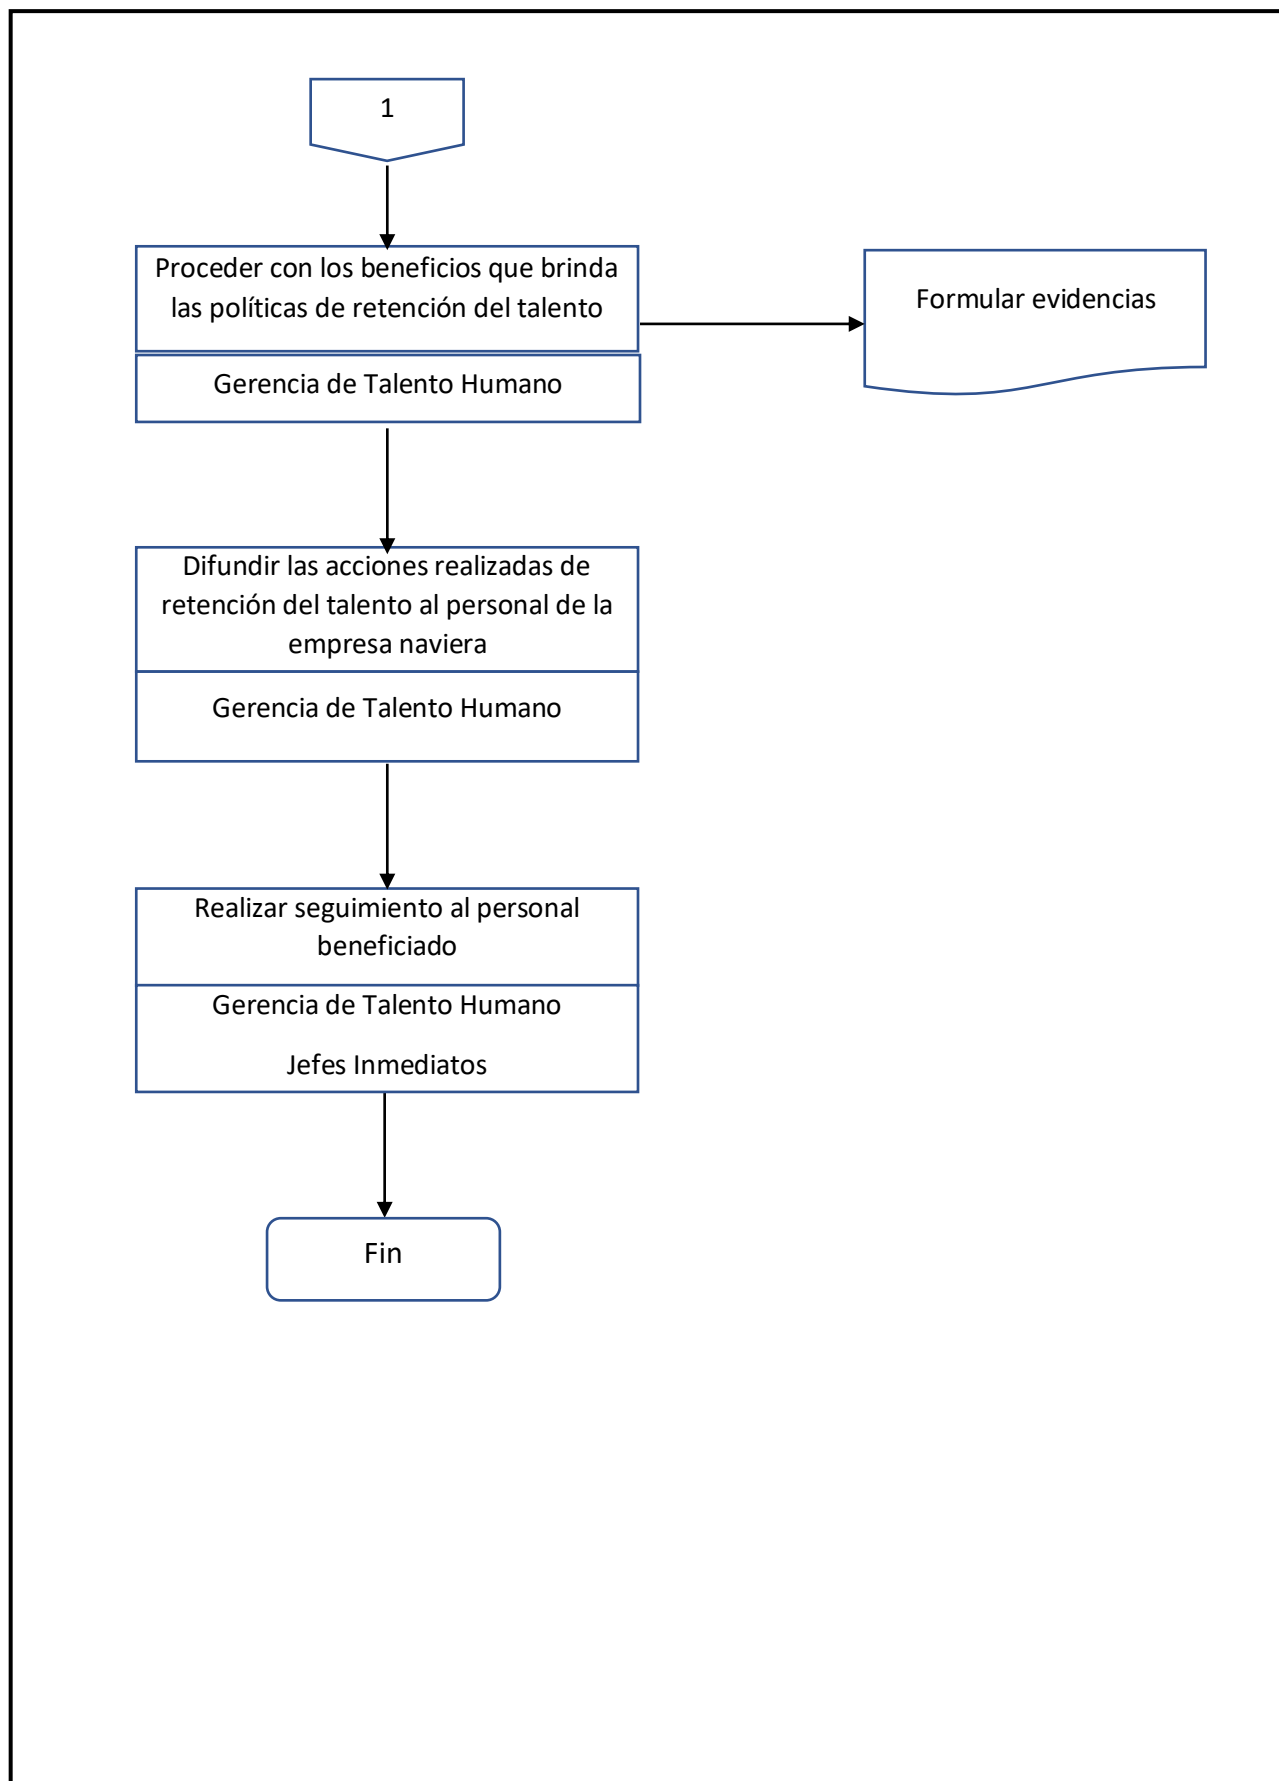 1
Proceder con los beneficios que brinda
las políticas de retención del talento
Formular evidencias
Gerencia de Talento Humano
Difundir las acciones realizadas de
retención del talento al personal de la
empresa naviera
Gerencia de Talento Humano
Realizar seguimiento al personal
beneficiado
Gerencia de Talento Humano
Jefes Inmediatos
Fin